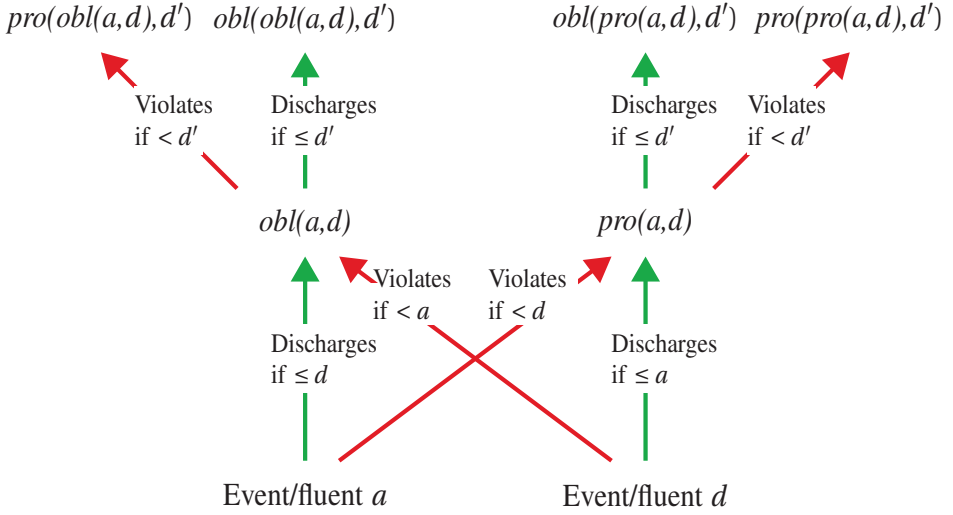 pro(obl(a,d),d′) obl(obl(a,d),d′) obl(pro(a,d),d′) pro(pro(a,d),d′)
Violates
if < d′
Discharges
if ≤ d′
Discharges
if ≤ d′
Violates
if < d′
obl(a,d) pro(a,d)
Violates
if < a
Violates
if < d
Discharges
if ≤ d
Discharges
if ≤ a
Event/fluent a Event/fluent d